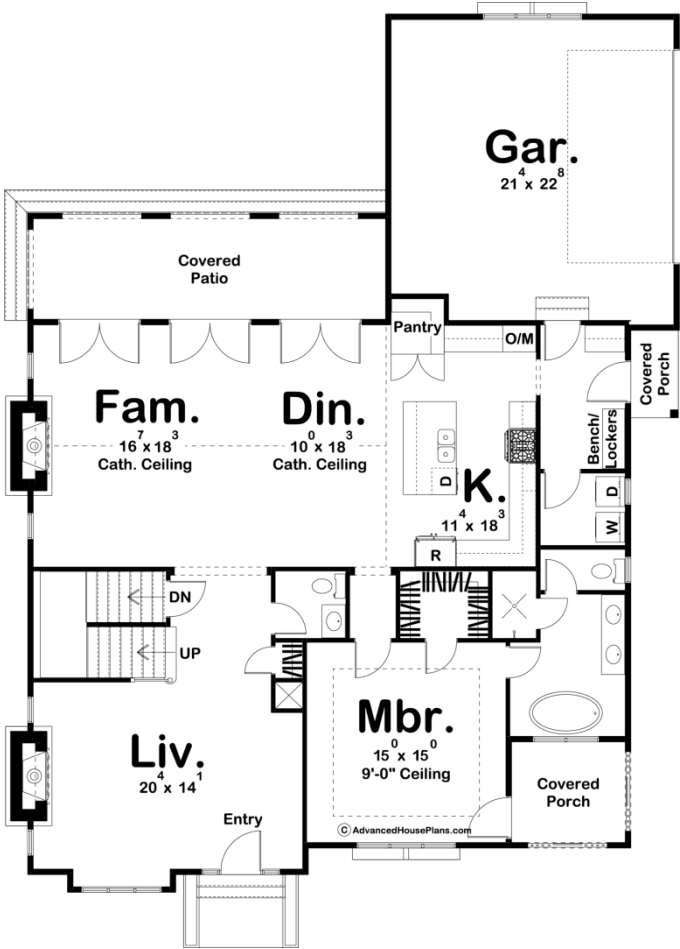 Gar.
21⁴ x 22⁸
Covered
Patio
Pantry
O/M
Covered
Porch
Fam.
16⁷ x 18³
Cath. Ceiling
Din.
10⁰ x 18³
Cath. Ceiling
Bench/
Lockers
D
K.
11⁴ x 18³
D
W
R
DN
UP
Mbr.
15⁰ x 15⁰
9'-0" Ceiling
Liv.
20⁴ x 14¹
Covered
Porch
Entry
© AdvancedHousePlans.com